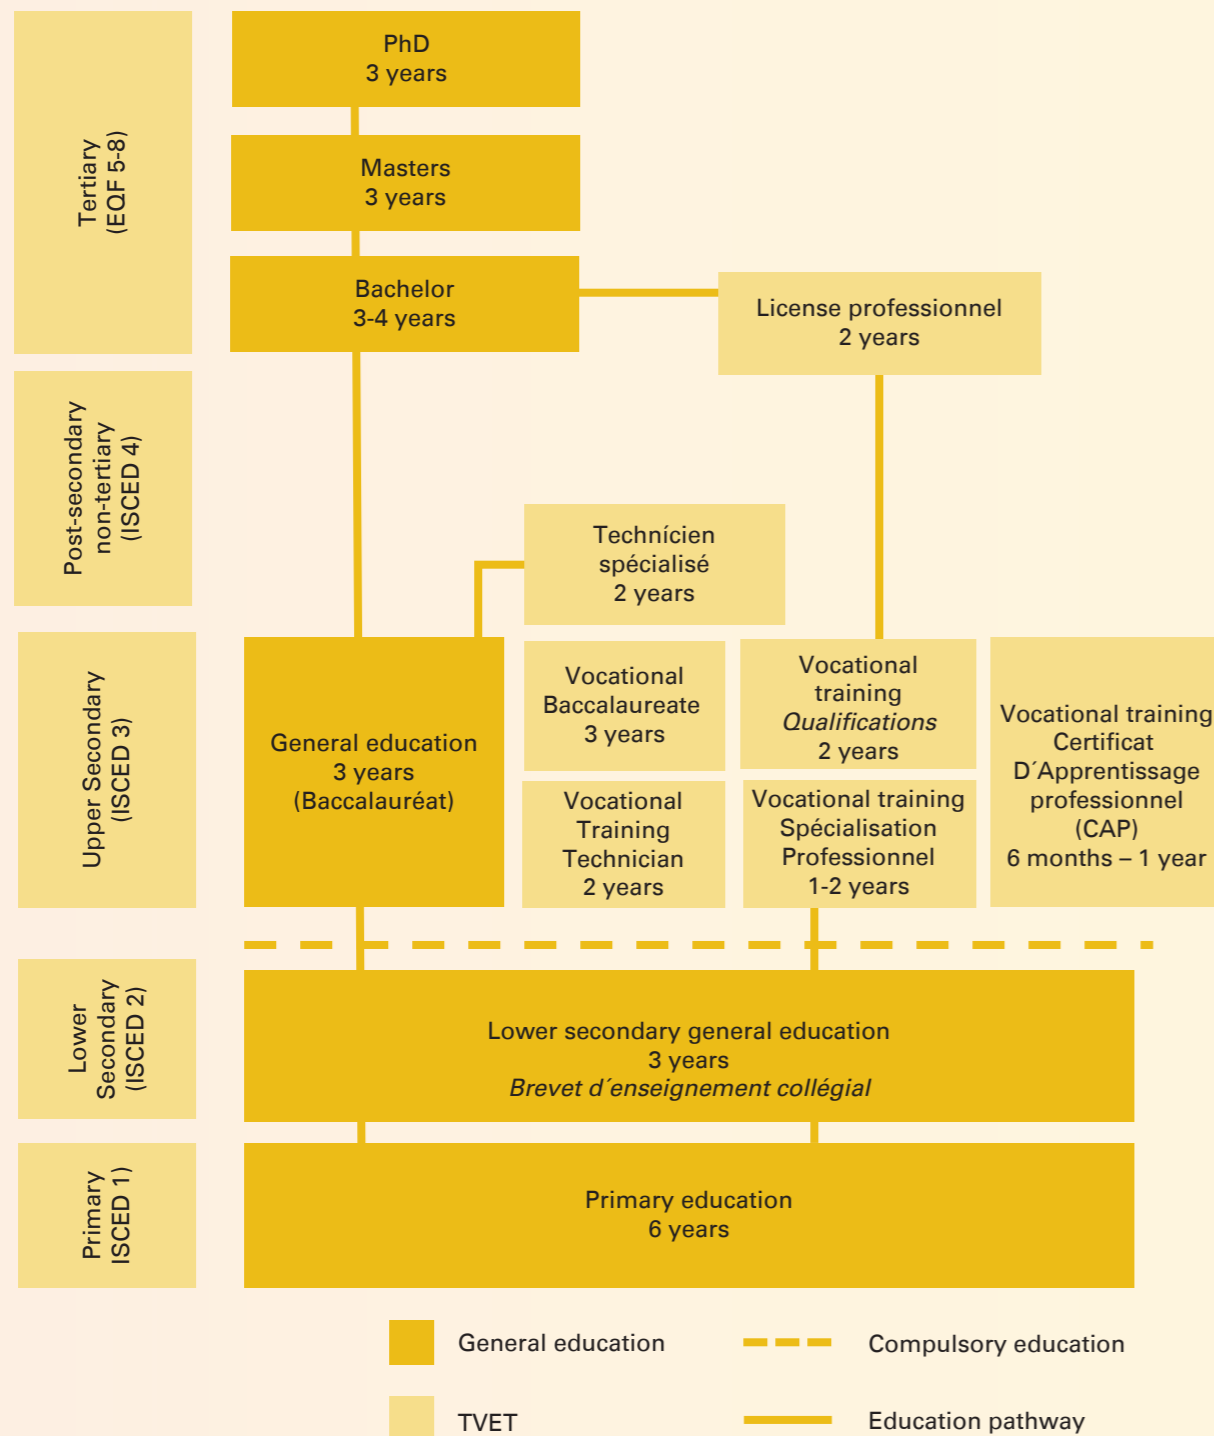 PhD
3 years
Masters
3 years
Tertiary
(EQF 5-8)
Bachelor
3-4 years
License professionnel
2 years
Post-secondary
non-tertiary
(ISCED 4)
Technícien
spécialisé
2 years
Upper Secondary
(ISCED 3)
General education
3 years
(Baccalauréat)
Vocational
Baccalaureate
3 years
Vocational
Training
Technician
2 years
Vocational
training
Qualifications
2 years
Vocational training
Spécialisation
Professionnel
1-2 years
Vocational training
Certificat
D´Apprentissage
professionnel
(CAP)
6 months – 1 year
Lower
Secondary
(ISCED 2)
Lower secondary general education
3 years
Brevet d´enseignement collégial
Primary
ISCED 1)
Primary education
6 years
General education
Compulsory education
TVET
Education pathway